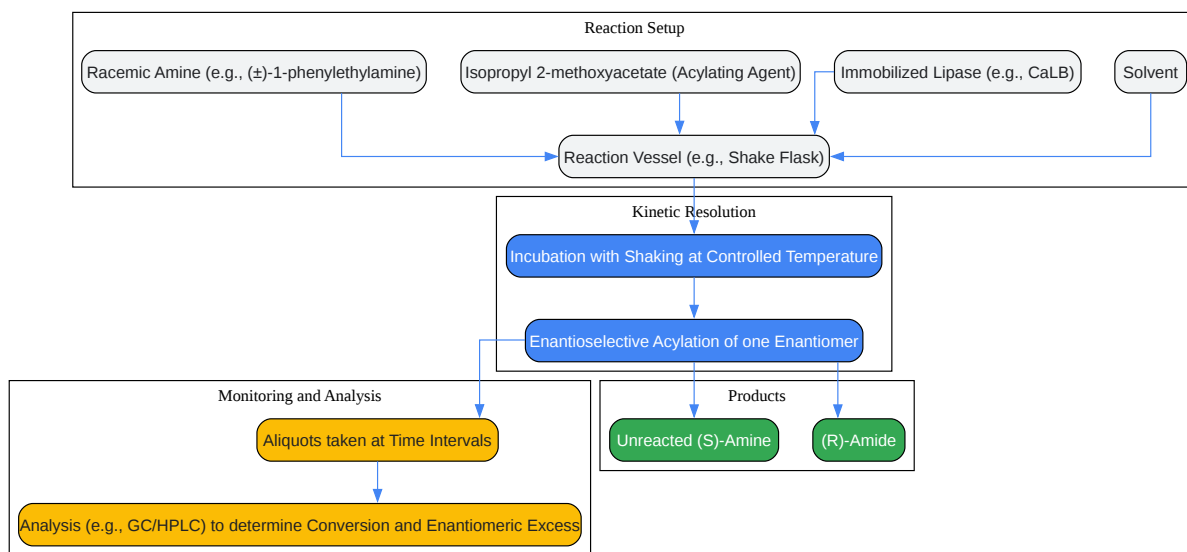 Reaction Setup
Racemic Amine (e.g., (±)-1-phenylethylamine)
Isopropyl 2-methoxyacetate (Acylating Agent)
Immobilized Lipase (e.g., CaLB)
Solvent
Reaction Vessel (e.g., Shake Flask)
Kinetic Resolution
Incubation with Shaking at Controlled Temperature
Enantioselective Acylation of one Enantiomer
Monitoring and Analysis
Aliquots taken at Time Intervals
Analysis (e.g., GC/HPLC) to determine Conversion and Enantiomeric Excess
Products
Unreacted (S)-Amine
(R)-Amide